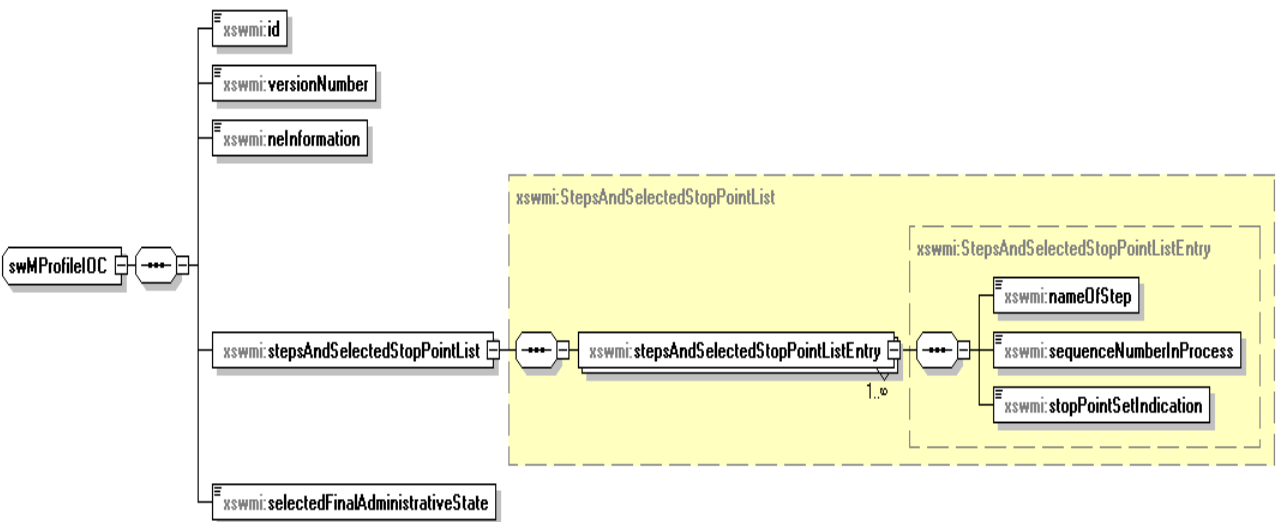 xswmi:id
xswmi:versionNumber
xswmi:neInformation
xswmi:StepsAndSelectedStopPointList
xswmi:StepsAndSelectedStopPointListEntry
swMProfileIOC
xswmi:nameOfStep
xswmi:stepsAndSelectedStopPointList
xswmi:stepsAndSelectedStopPointListEntry
xswmi:sequenceNumberInProcess
1..∞
xswmi:stopPointSetIndication
xswmi:selectedFinalAdministrativeState